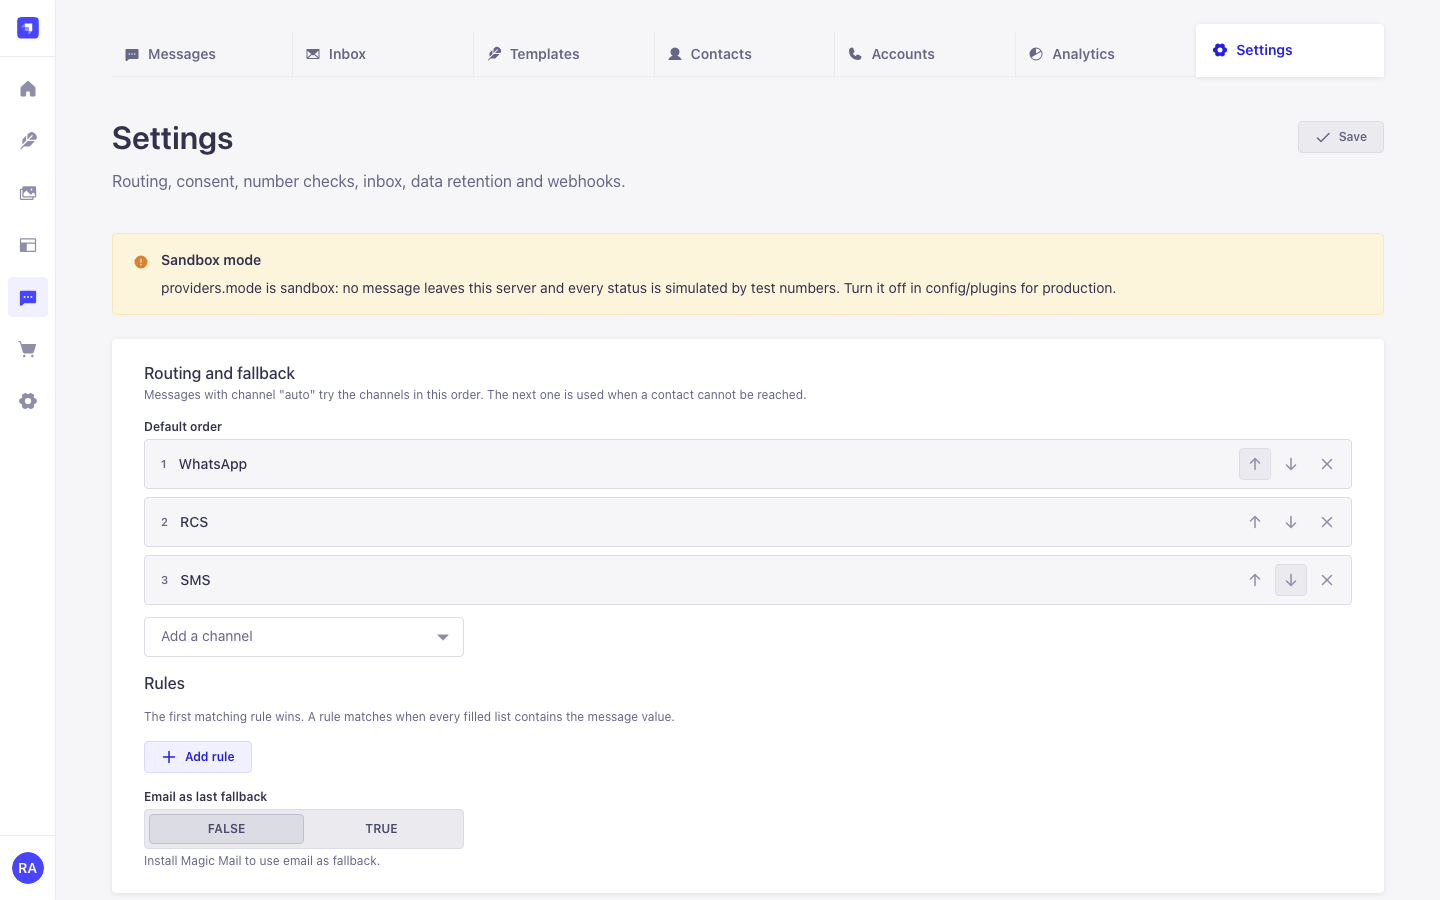 Messages
Inbox
Templates
Contacts
Accounts
Analytics
Settings
Settings
Save
Routing, consent, number checks, inbox, data retention and webhooks.
Sandbox mode
providers.mode is sandbox: no message leaves this server and every status is simulated by test numbers. Turn it off in config/plugins for production.
Routing and fallback
Messages with channel "auto" try the channels in this order. The next one is used when a contact cannot be reached.
Default order
1 WhatsApp
2 RCS
3 SMS
Add a channel
Rules
The first matching rule wins. A rule matches when every filled list contains the message value.
Add rule
Email as last fallback
FALSE TRUE
Install Magic Mail to use email as fallback.
RA